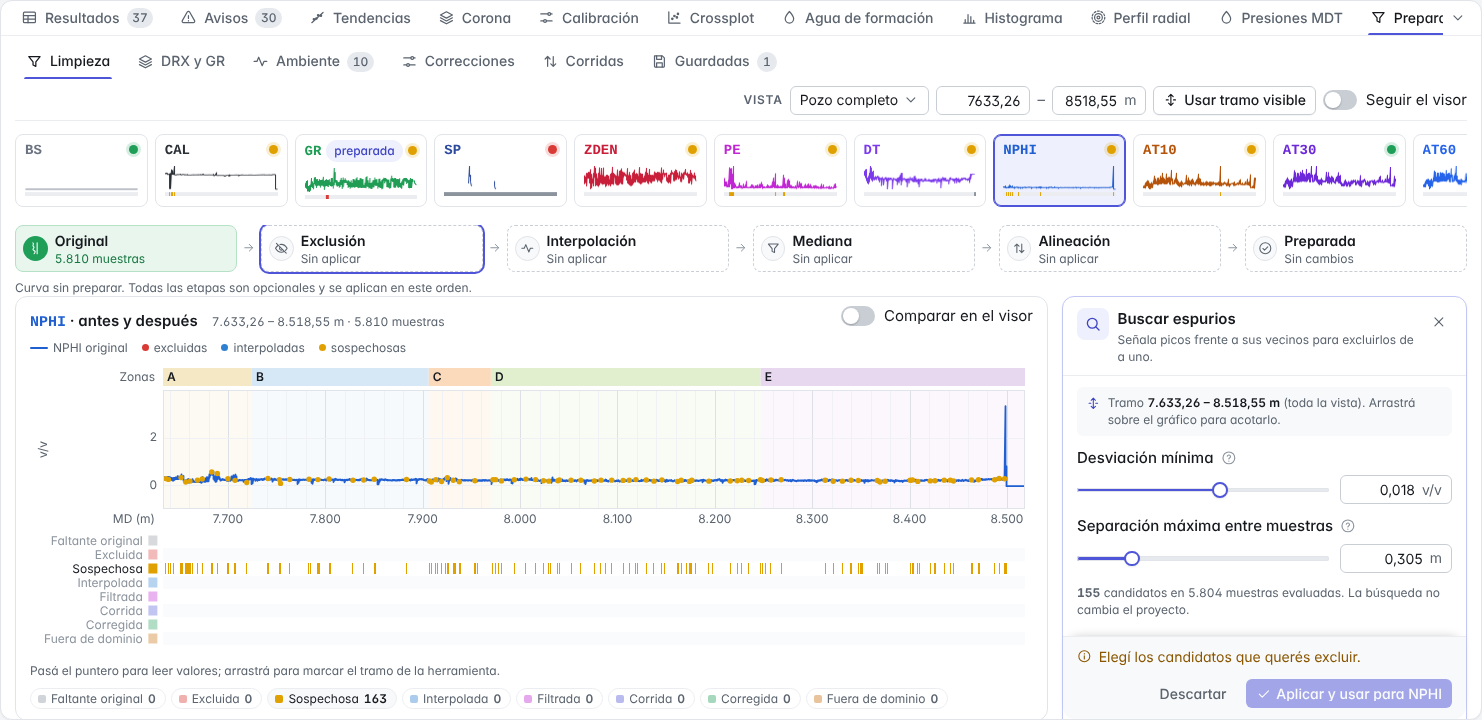 Resultados 37 Avisos 30 Tendencias Corona Calibración Crossplot Agua de formación Histograma Perfil radial Presiones MDT
Limpieza DRX y GR Ambiente 10 Correcciones Corridas Guardadas 1
VISTA Pozo completo 7633,26 – 8518,55 m Usar tramo visible Seguir el visor
BS CAL GR preparada SP ZDEN PE DT NPHI AT10 AT30 AT60
Original Exclusión Interpolación Mediana Alineación Preparada
5.810 muestras Sin aplicar Sin aplicar Sin aplicar Sin aplicar Sin cambios
Curva sin preparar. Todas las etapas son opcionales y se aplican en este orden.
NPHI · antes y después 7.633,26 – 8.518,55 m · 5.810 muestras Comparar en el visor
NPHI original excluidas interpoladas sospechosas
Zonas A B C D E
v/v
2
0
MD (m) 7.700 7.800 7.900 8.000 8.100 8.200 8.300 8.400 8.500
Faltante original
Excluida
Sospechosa
Interpolada
Filtrada
Corrida
Corregida
Fuera de dominio
Pasá el puntero para leer valores; arrastrá para marcar el tramo de la herramienta.
Faltante original 0 Excluida 0 Sospechosa 163 Interpolada 0 Filtrada 0 Corrida 0 Corregida 0 Fuera de dominio 0
Buscar espurios
Señala picos frente a sus vecinos para excluirlos de
a uno.
Tramo 7.633,26 – 8.518,55 m (toda la vista). Arrastrá
sobre el gráfico para acotarlo.
Desviación mínima
0,018 v/v
Separación máxima entre muestras
0,305 m
155 candidatos en 5.804 muestras evaluadas. La búsqueda no
cambia el proyecto.
Elegí los candidatos que querés excluir.
Descartar Aplicar y usar para NPHI